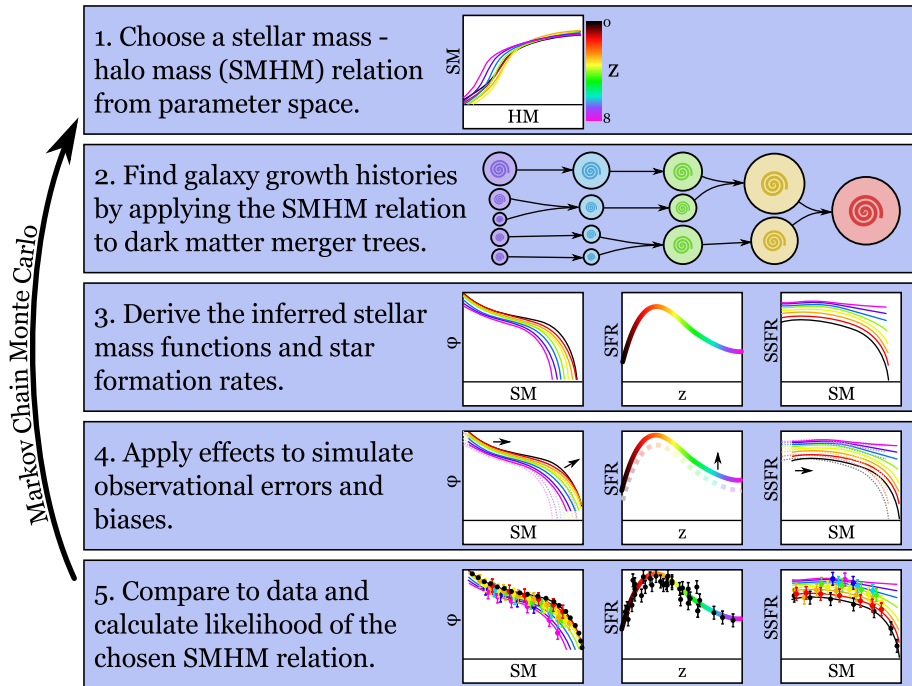 1. Choose a stellar mass -
halo mass (SMHM) relation
from parameter space.
SM
HM
0
z
8
2. Find galaxy growth histories
by applying the SMHM relation
to dark matter merger trees.
Markov Chain Monte Carlo
3. Derive the inferred stellar
mass functions and star
formation rates.
φ
SM
SFR
z
SSFR
SM
4. Apply effects to simulate
observational errors and
biases.
φ
SM
SFR
z
SSFR
SM
5. Compare to data and
calculate likelihood of the
chosen SMHM relation.
φ
SM
SFR
z
SSFR
SM